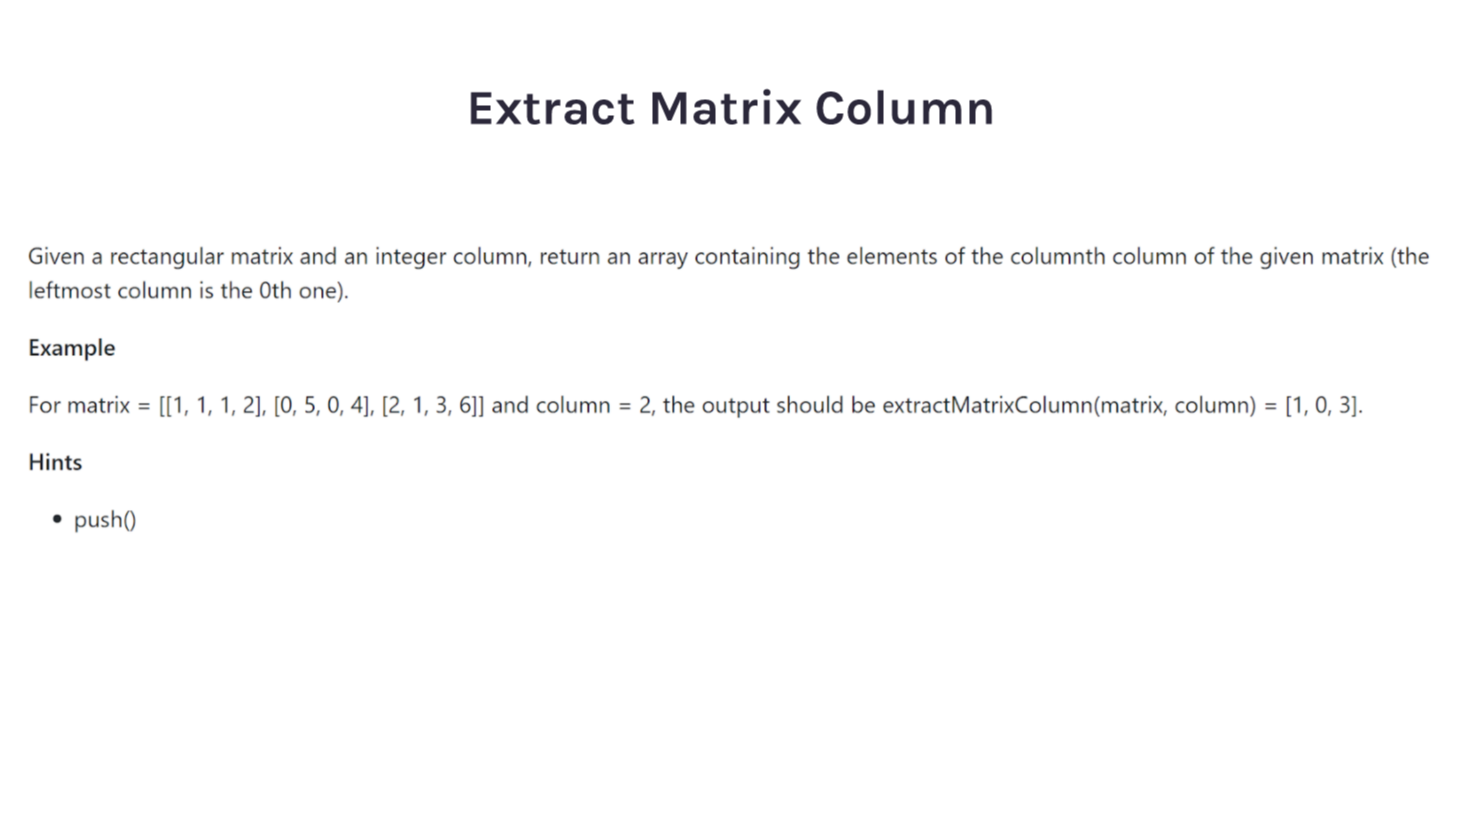 Extract Matrix Column
Given a rectangular matrix and an integer column, return an array containing the elements of the columnth column of the given matrix (the
leftmost column is the 0th one).
Example
For matrix = [[1, 1, 1, 2], [0, 5, 0, 4], [2, 1, 3, 6]] and column = 2, the output should be extractMatrixColumn(matrix, column) = [1, 0, 3].
Hints
• push()